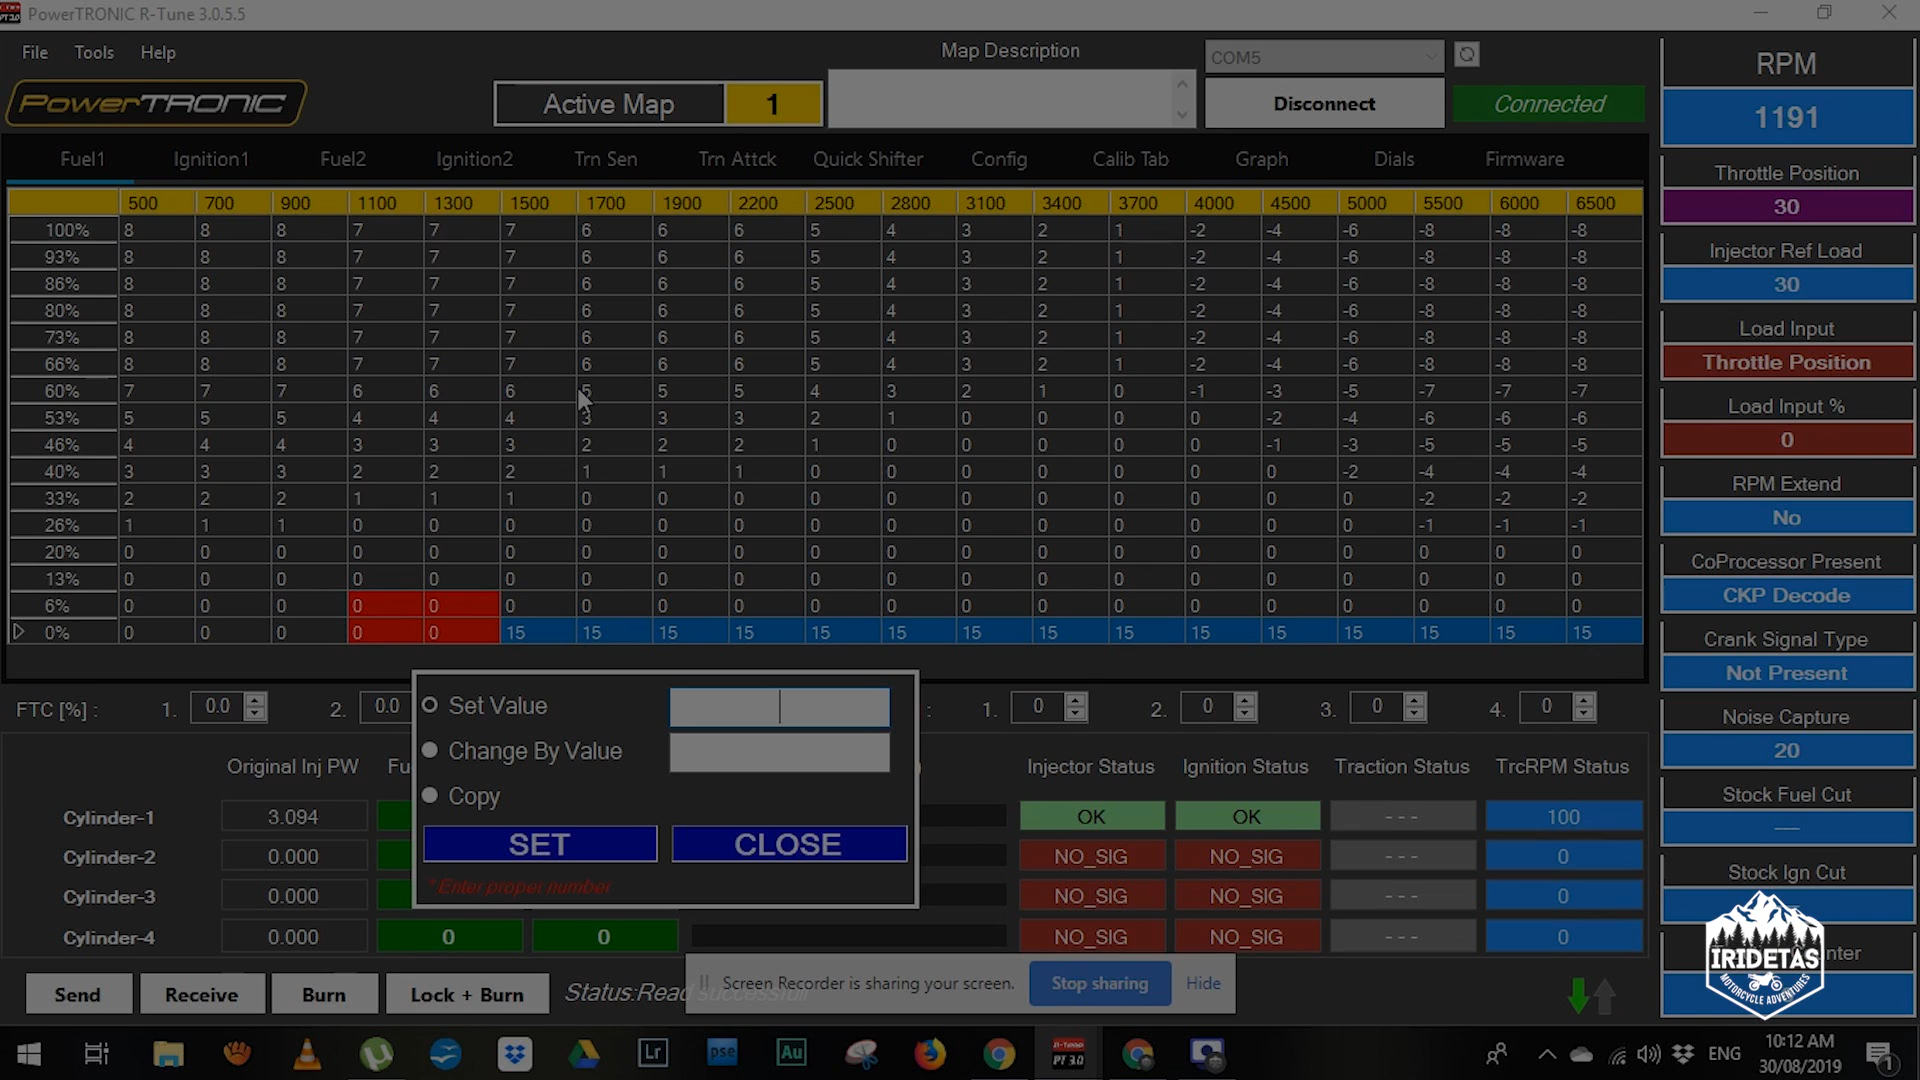 PowerTRONIC R-Tune 3.0.5.5
File Tools Help
Map Description
COM5
PowerTRONIC
Active Map 1
Disconnect
Connected
Fuel1 Ignition1 Fuel2 Ignition2 Trn Sen Trn Attck Quick Shifter Config Calib Tab Graph Dials Firmware
500 700 900 1100 1300 1500 1700 1900 2200 2500 2800 3100 3400 3700 4000 4500 5000 5500 6000 6500
100% 8 8 8 7 7 7 6 6 6 5 4 3 2 1 -2 -4 -6 -8 -8 -8
93% 8 8 8 7 7 7 6 6 6 5 4 3 2 1 -2 -4 -6 -8 -8 -8
86% 8 8 8 7 7 7 6 6 6 5 4 3 2 1 -2 -4 -6 -8 -8 -8
80% 8 8 8 7 7 7 6 6 6 5 4 3 2 1 -2 -4 -6 -8 -8 -8
73% 8 8 8 7 7 7 6 6 6 5 4 3 2 1 -2 -4 -6 -8 -8 -8
66% 8 8 8 7 7 7 6 6 6 5 4 3 2 1 -2 -4 -6 -8 -8 -8
60% 7 7 7 6 6 6 5 5 5 4 3 2 1 0 -1 -3 -5 -7 -7 -7
53% 5 5 5 4 4 4 3 3 3 2 1 0 0 0 0 -2 -4 -6 -6 -6
46% 4 4 4 3 3 3 2 2 2 1 0 0 0 0 0 -1 -3 -5 -5 -5
40% 3 3 3 2 2 2 1 1 1 0 0 0 0 0 0 0 -2 -4 -4 -4
33% 2 2 2 1 1 1 0 0 0 0 0 0 0 0 0 0 0 -2 -2 -2
26% 1 1 1 0 0 0 0 0 0 0 0 0 0 0 0 0 0 -1 -1 -1
20% 0 0 0 0 0 0 0 0 0 0 0 0 0 0 0 0 0 0 0 0
13% 0 0 0 0 0 0 0 0 0 0 0 0 0 0 0 0 0 0 0 0
6% 0 0 0 0 0 0 0 0 0 0 0 0 0 0 0 0 0 0 0 0
0% 0 0 0 0 0 15 15 15 15 15 15 15 15 15 15 15 15 15 15 15
FTC [%] : 1. 0.0 2. 0.0 : 1. 0 2. 0 3. 0 4. 0
Set Value
Change By Value
Copy
SET CLOSE
* Enter proper number
Original Inj PW Fu Injector Status Ignition Status Traction Status TrcRPM Status
Cylinder-1 3.094 OK OK - - - 100
Cylinder-2 0.000 NO_SIG NO_SIG - - - 0
Cylinder-3 0.000 NO_SIG NO_SIG - - - 0
Cylinder-4 0.000 0 0 NO_SIG NO_SIG - - - 0
Send Receive Burn Lock + Burn
Status:Read successfull
Screen Recorder is sharing your screen. Stop sharing Hide
RPM
1191
Throttle Position
30
Injector Ref Load
30
Load Input
Throttle Position
Load Input %
0
RPM Extend
No
CoProcessor Present
CKP Decode
Crank Signal Type
Not Present
Noise Capture
20
Stock Fuel Cut
Stock Ign Cut
nter
IRIDETAS
MOTORCYCLE ADVENTURES
Lr pse Au R-Tune PT 3.0
ENG
10:12 AM
30/08/2019
1